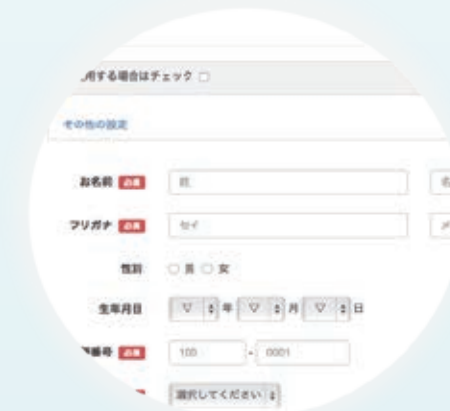 用する場合はチェック
その他の設定
お名前 必須 姓 名
フリガナ 必須 セイ
性別 男 女
生年月日 年 月 日
番号 必須 100 - 0001
選択してください